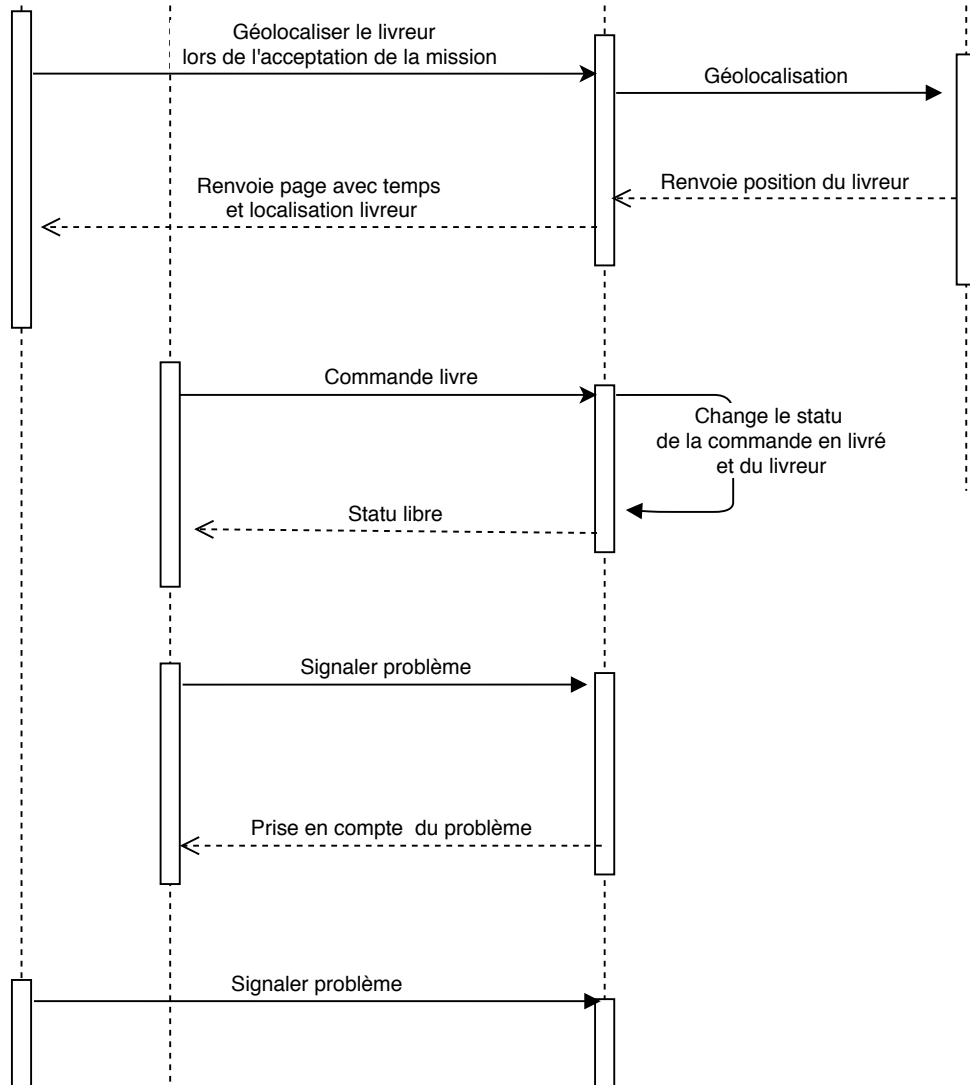 Géolocaliser le livreur
lors de l'acceptation de la mission
Géolocalisation
Renvoie position du livreur
Renvoie page avec temps
et localisation livreur
Commande livre
Change le statu
de la commande en livré
et du livreur
Statu libre
Signaler problème
Prise en compte  du problème
Signaler problème